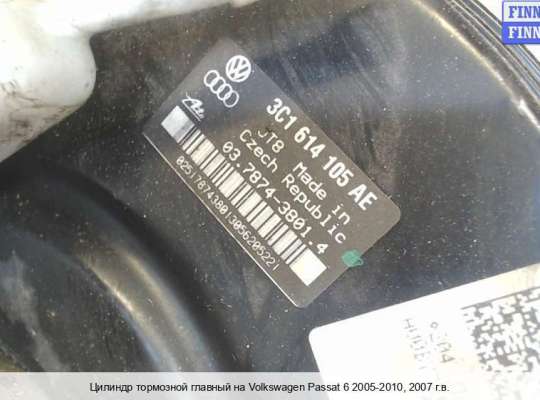 FINN
FINN
3C1 614 105 AE
Ate
JT8 Made in
Czech Republic
03.7874-3801.4
Цилиндр тормозной главный на Volkswagen Passat 6 2005-2010, 2007 г.в.